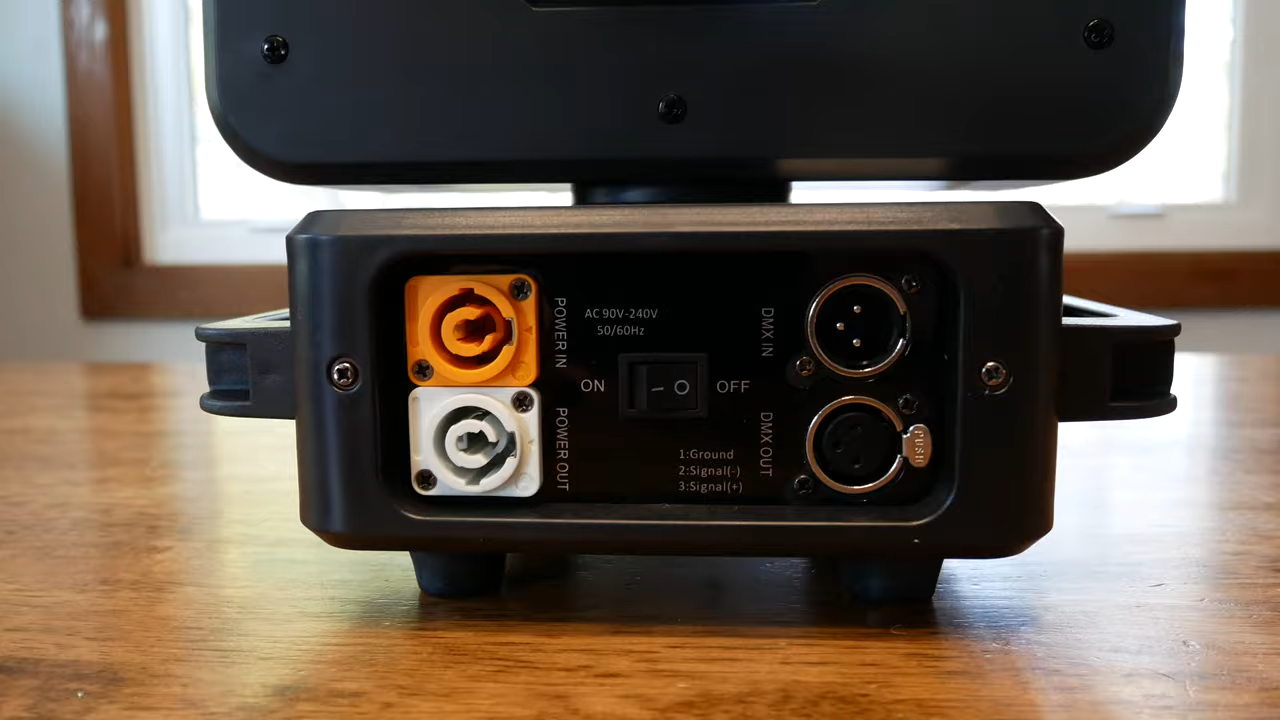 POWER IN
POWER OUT
AC 90V-240V
50/60Hz
ON
OFF
1:Ground
2:Signal(-)
3:Signal(+)
DMX IN
DMX OUT
PUSH